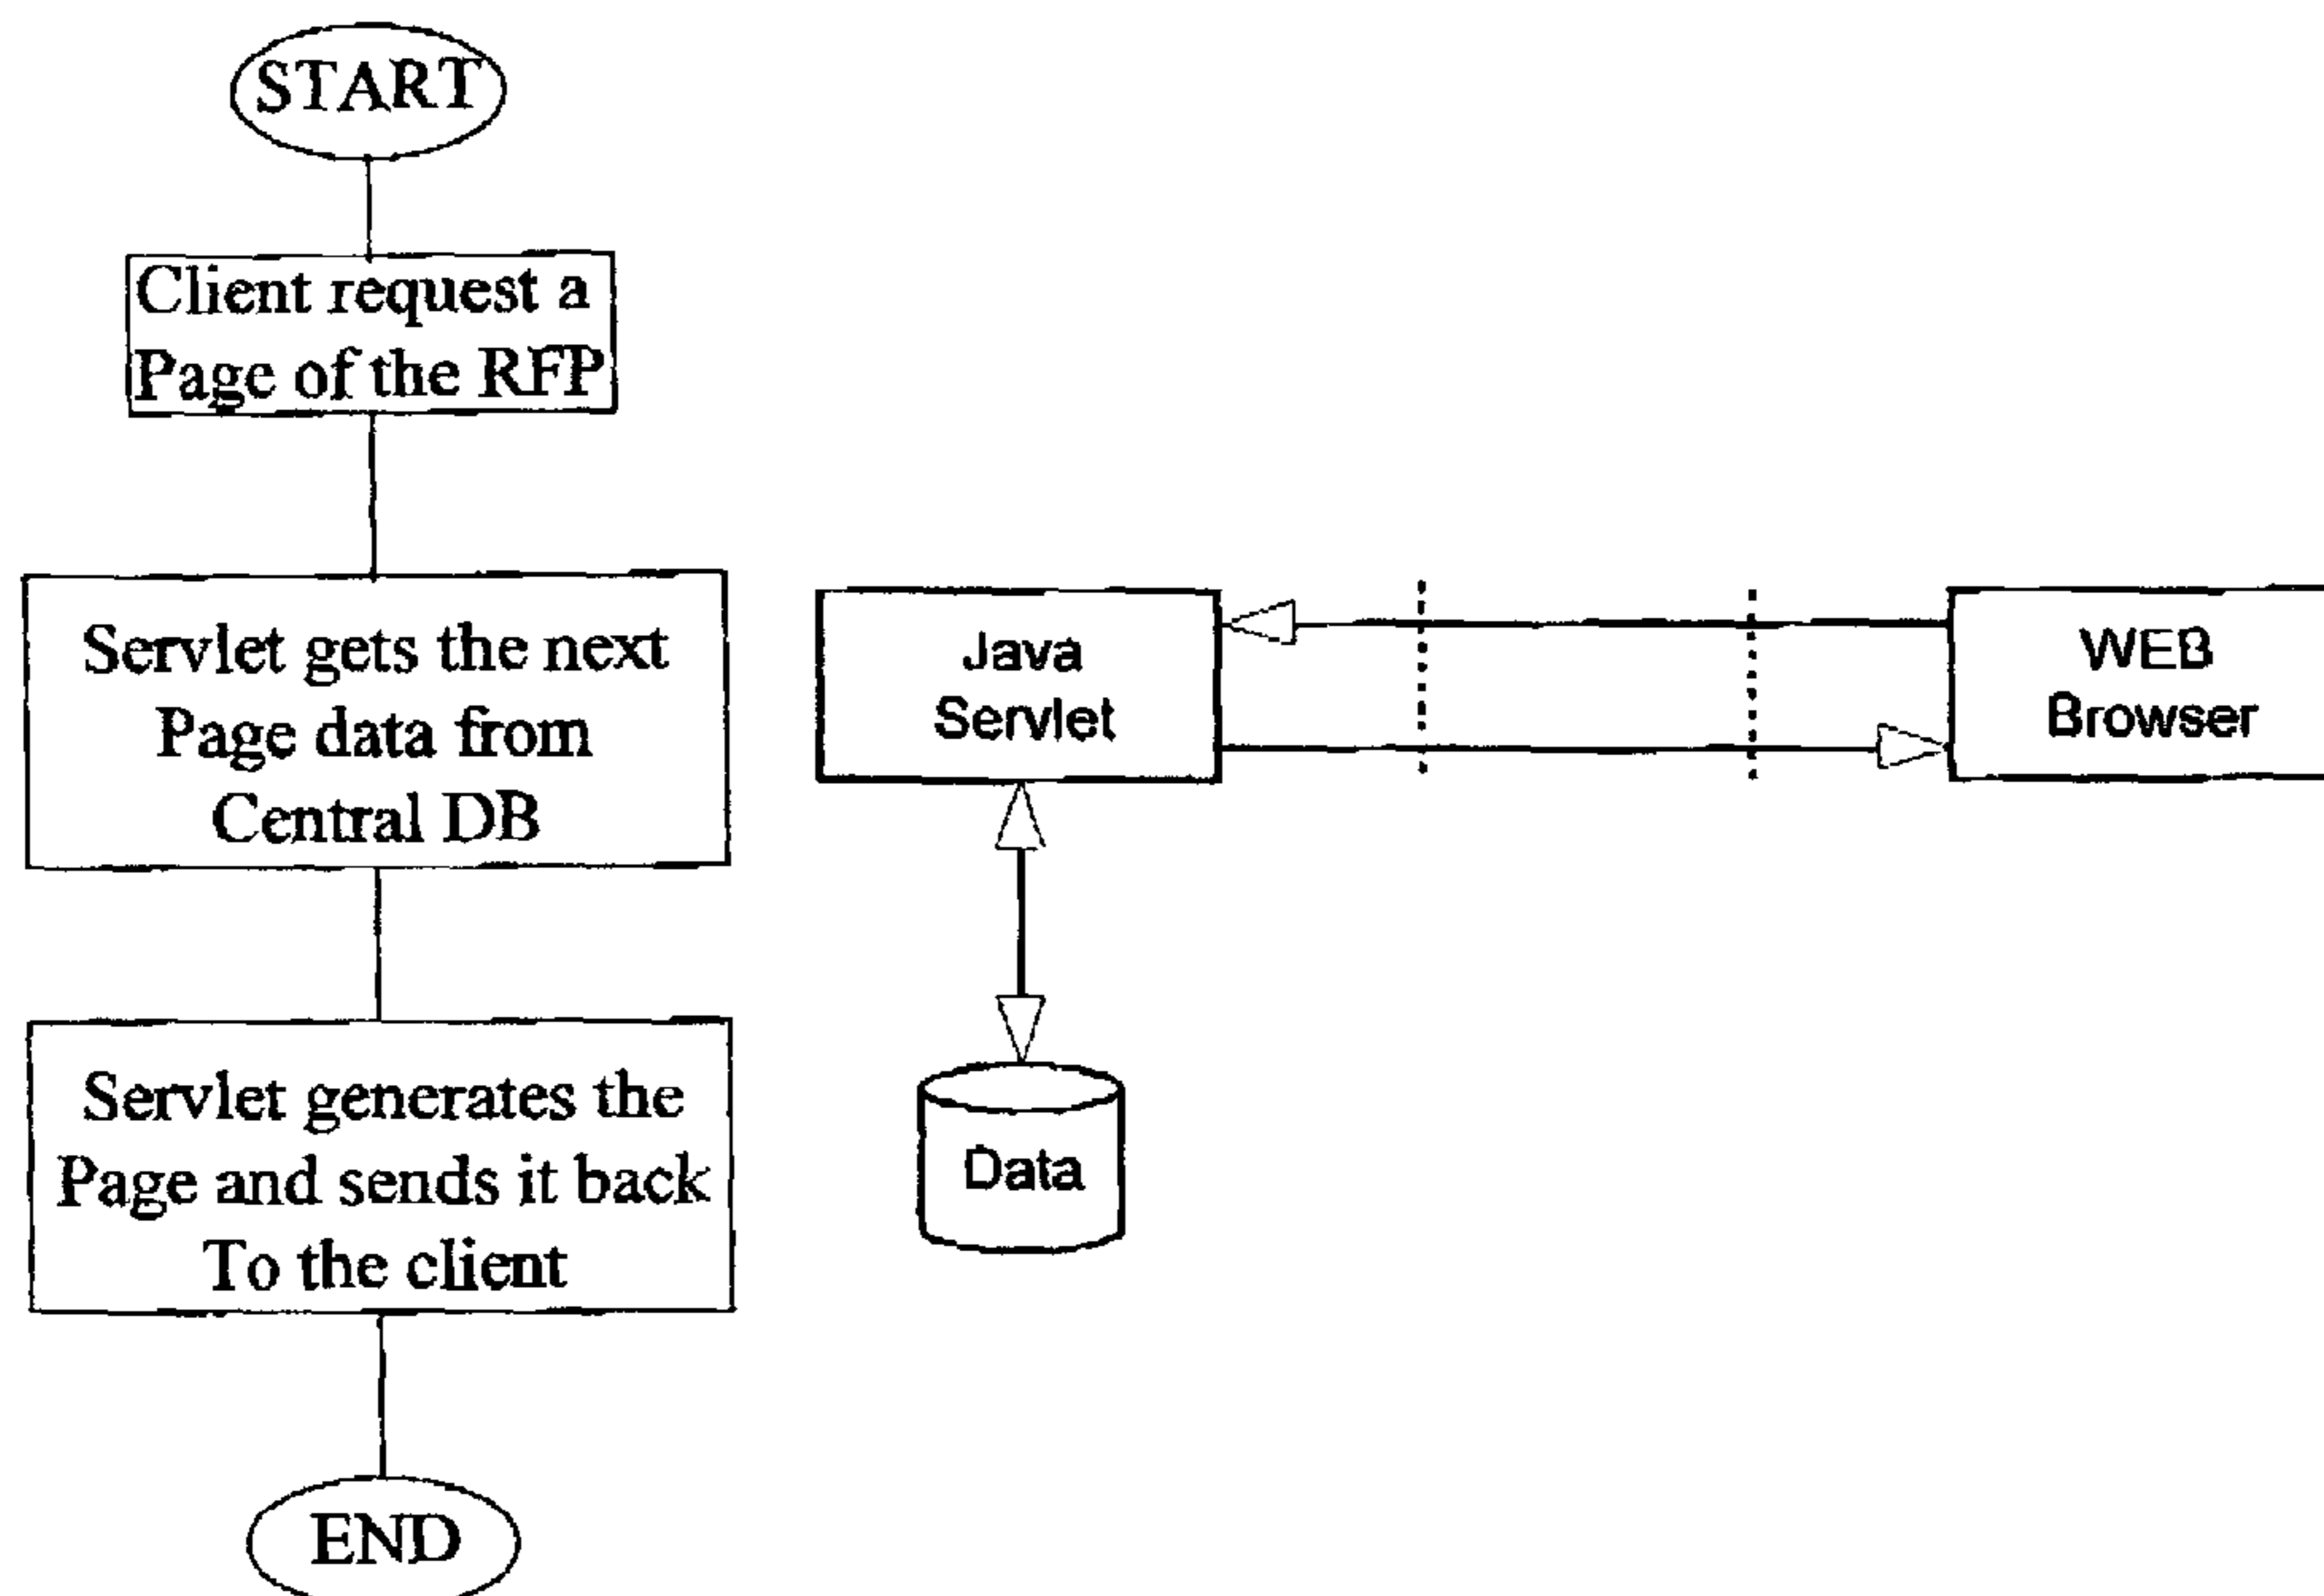 START
Client request a
Page of the RFP
Servlet gets the next
Page data from
Central DB
Servlet generates the
Page and sends it back
To the client
END
Java
Servlet
WEB
Browser
Data